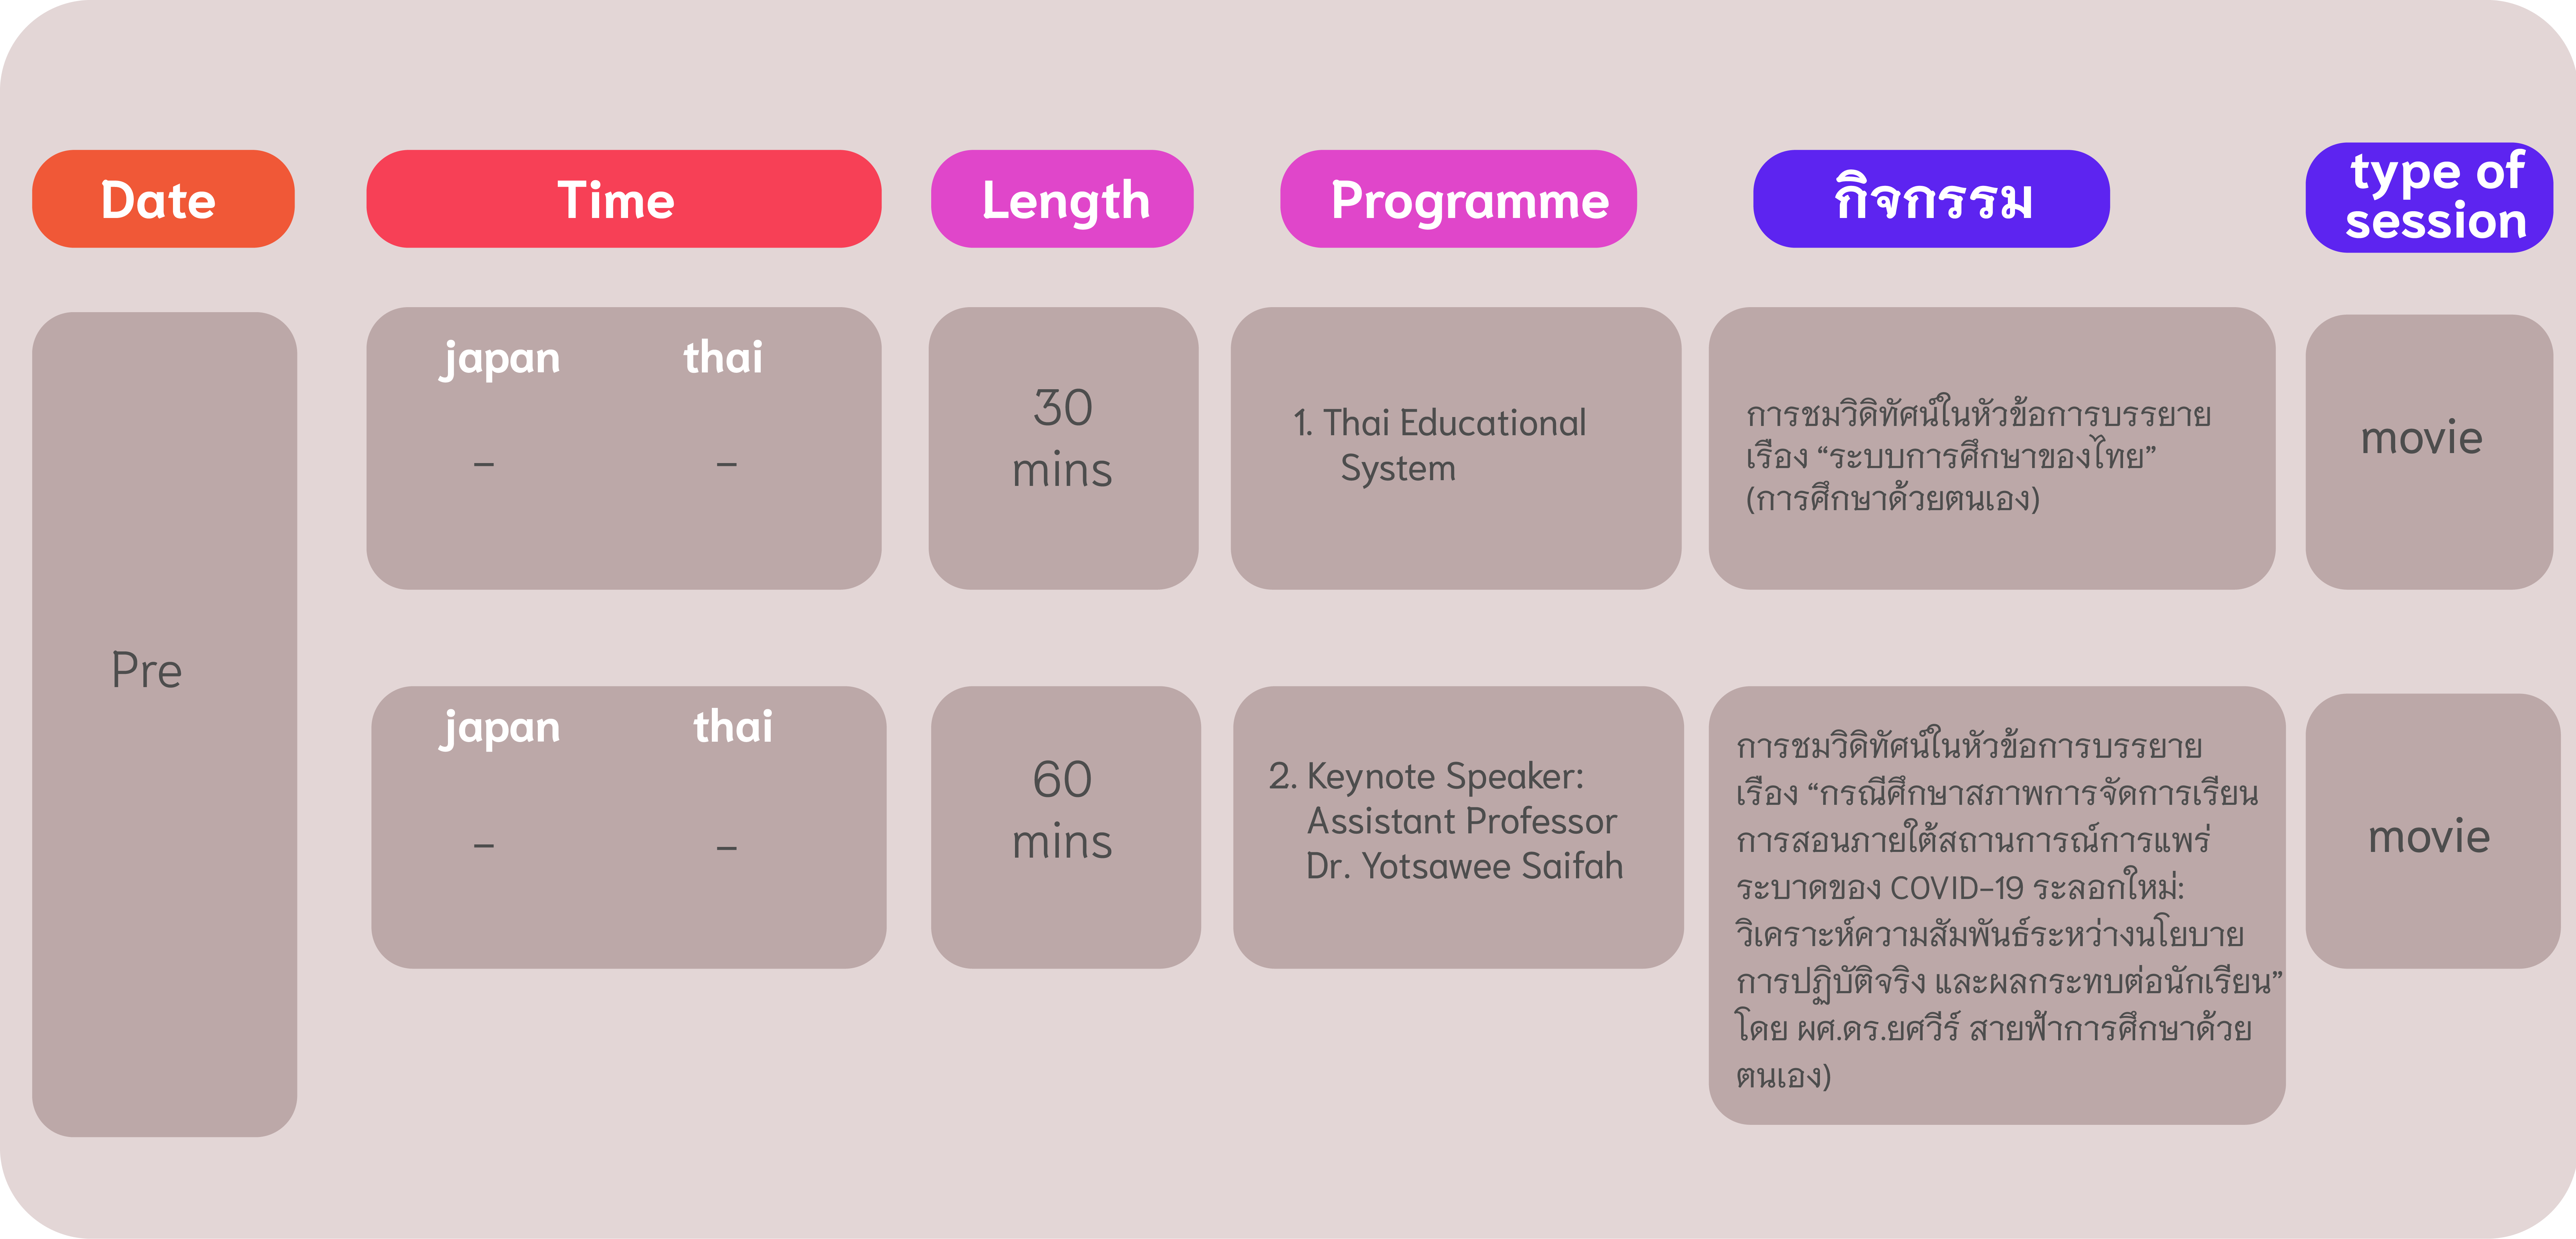 Date
Time
Length
Programme
กิจกรรม
type of
session
Pre
japan
thai
-
-
30
mins
1. Thai Educational
System
การชมวิดิทัศน์ในหัวข้อการบรรยาย
เรือง “ระบบการศึกษาของไทย”
(การศึกษาด้วยตนเอง)
movie
japan
thai
-
-
60
mins
2. Keynote Speaker:
Assistant Professor
Dr. Yotsawee Saifah
การชมวิดิทัศน์ในหัวข้อการบรรยาย
เรือง “กรณีศึกษาสภาพการจัดการเรียน
การสอนภายใต้สถานการณ์การแพร่
ระบาดของ COVID-19 ระลอกใหม่:
วิเคราะห์ความสัมพันธ์ระหว่างนโยบาย
การปฏิบัติจริง และผลกระทบต่อนักเรียน”
โดย ผศ.ดร.ยศวีร์ สายฟ้าการศึกษาด้วย
ตนเอง)
movie